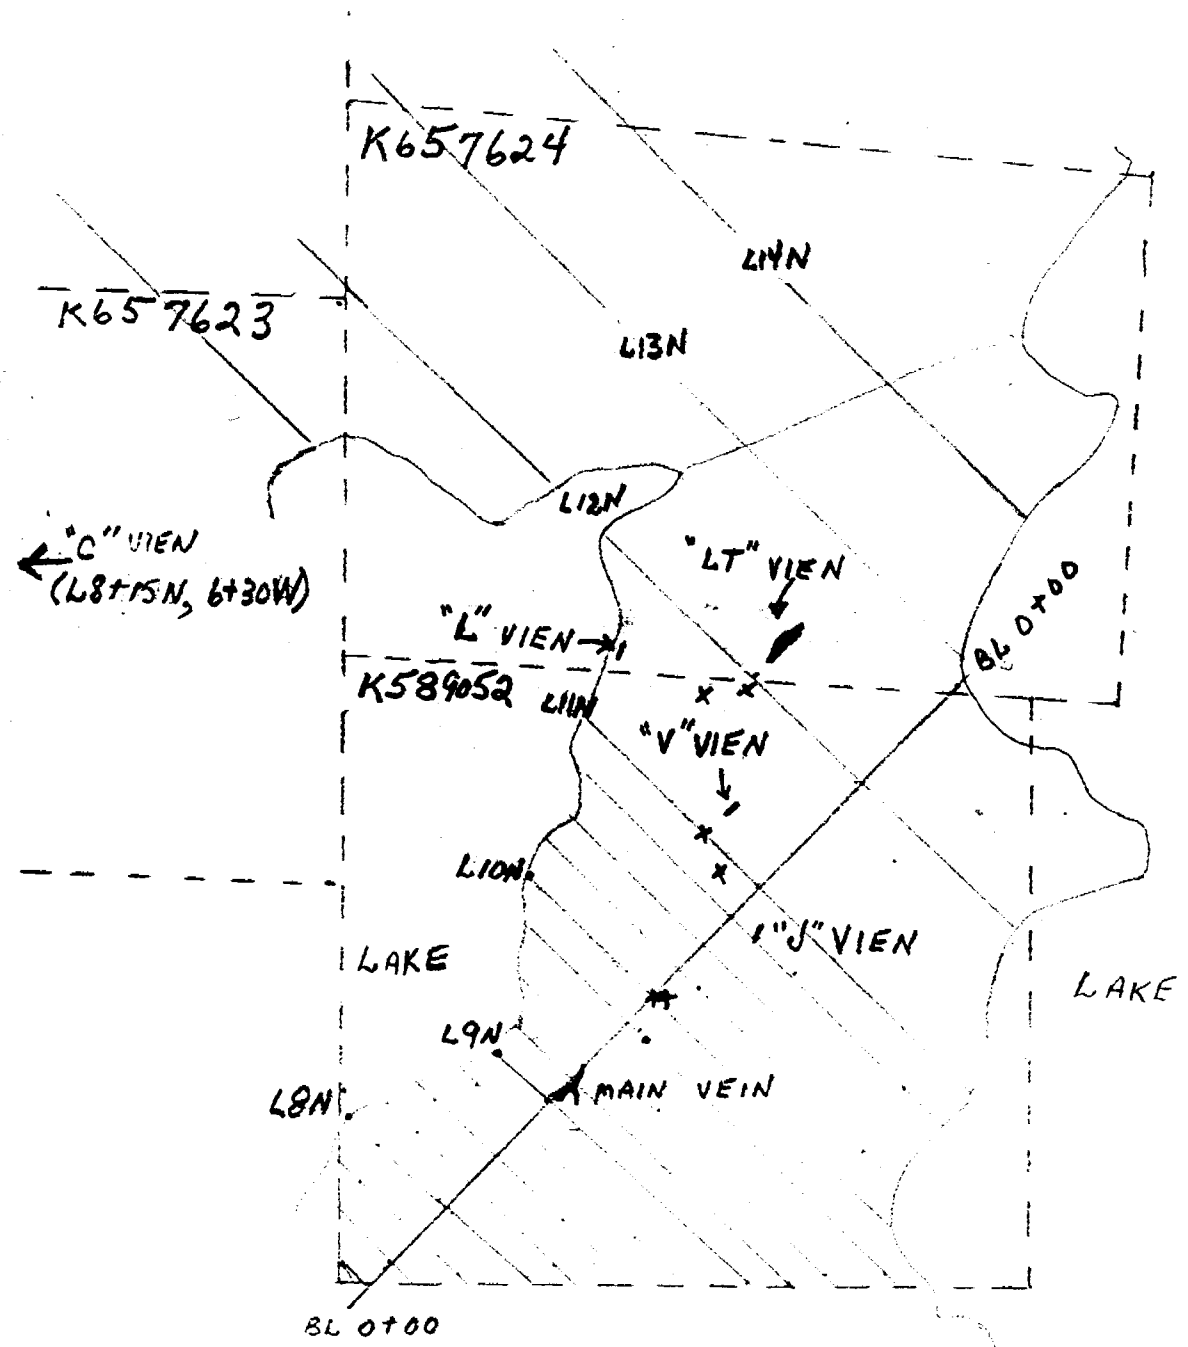 K657624
L14N
K657623
L13N
L12N
"C" VIEN
(L8+15N, 6+30W)
"LT" VIEN
BL 0+00
"L" VIEN
K589052
L11N
"V" VIEN
L10N
"J" VIEN
LAKE
LAKE
L9N
MAIN VEIN
L8N
BL 0+00